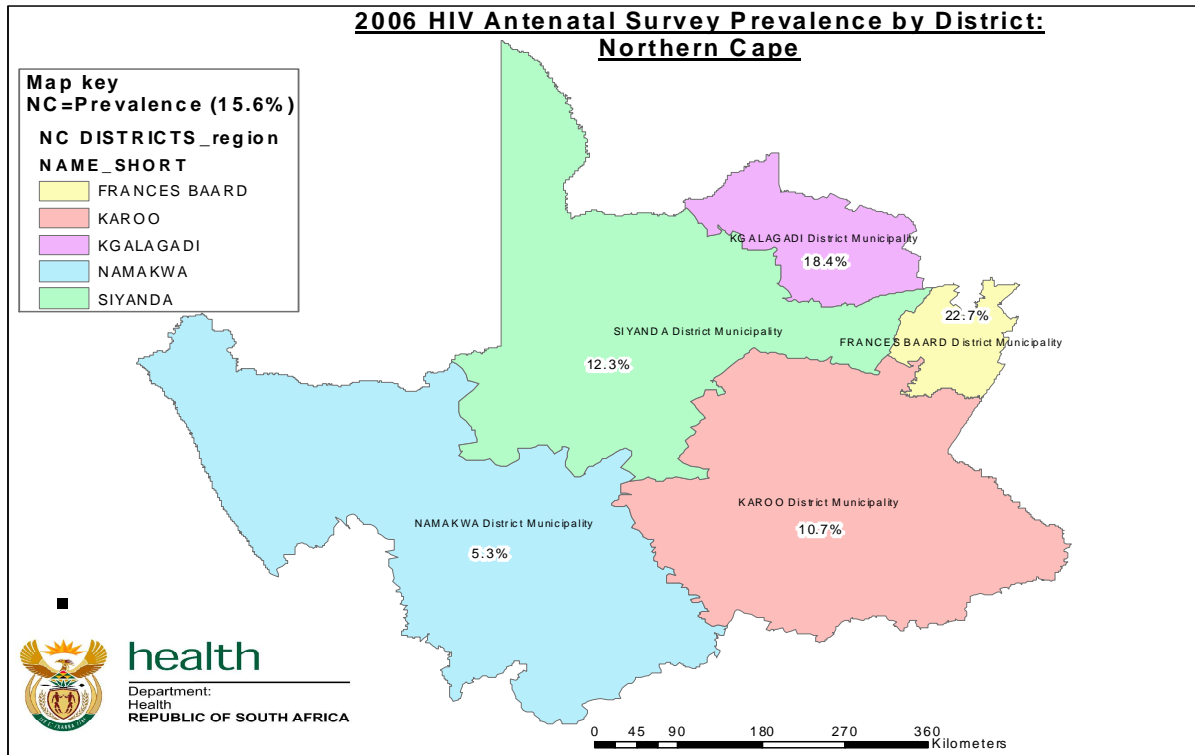 2006 HIV Antenatal Survey Prevalence by District:
Northern Cape
Map key
NC=Prevalence (15.6%)
NC DISTRICTS_region
NAME_SHORT
FRANCES BAARD
KAROO
KGALAGADI
NAMAKWA
SIYANDA
KGALAGADI District Municipality
18.4%
22.7%
SIYANDA District Municipality
FRANCES BAARD District Municipality
12.3%
KAROO District Municipality
10.7%
NAMAKWA District Municipality
5.3%
health
Department:
Health
REPUBLIC OF SOUTH AFRICA
0 45 90 180 270 360
Kilometers